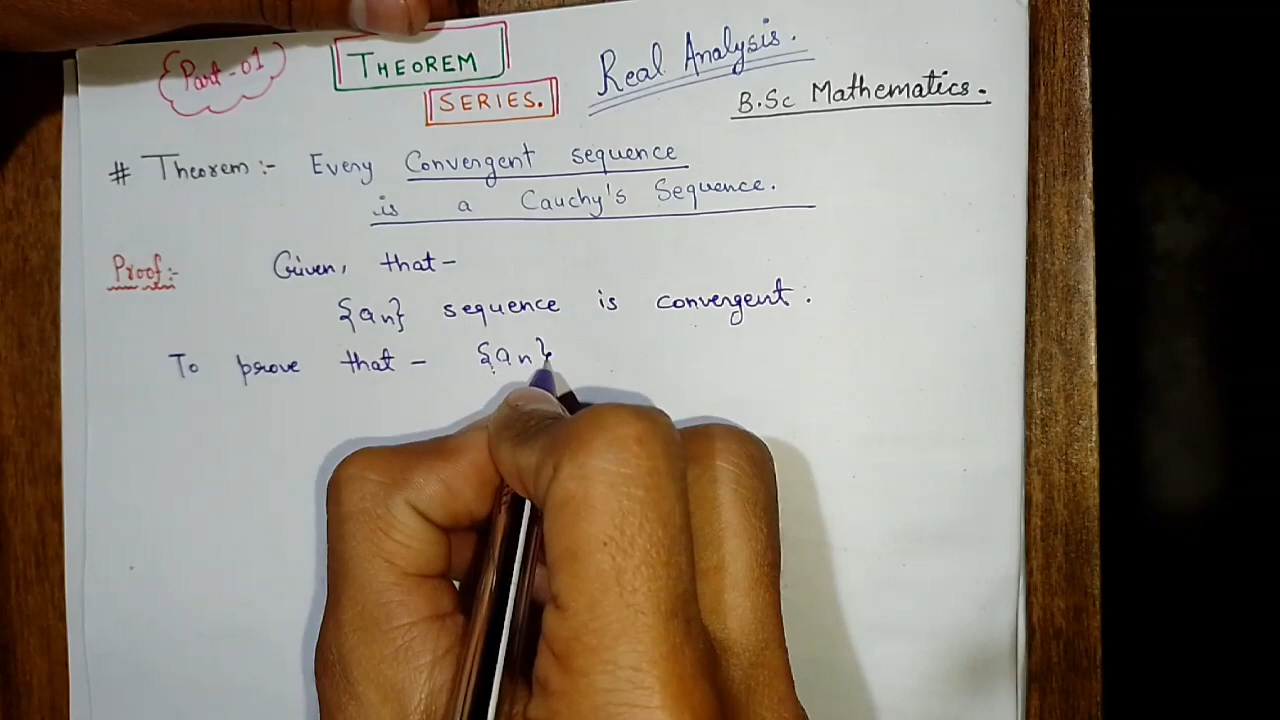 Part-01
THEOREM
SERIES.
Real Analysis.
B.Sc Mathematics.
# Theorem:- Every Convergent sequence
is a Cauchy's Sequence.
Proof:- Given, that-
{an} sequence is convergent.
To prove that- {an}